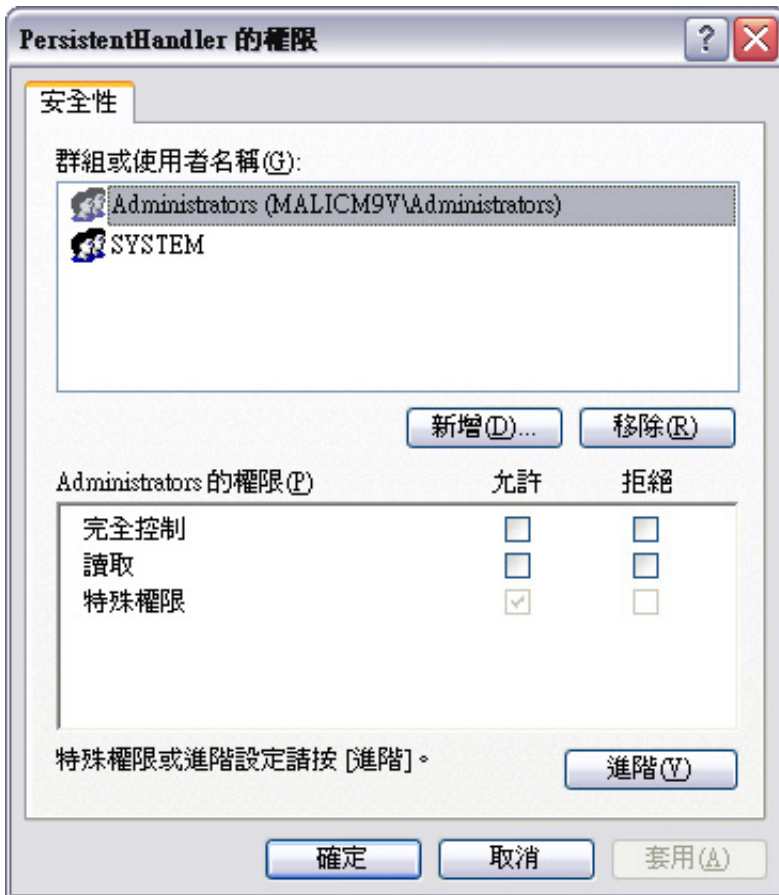 PersistentHandler 的權限
安全性
群組或使用者名稱(G):
Administrators (MALICM9V\Administrators)
SYSTEM
新增(D)... 移除(R)
Administrators 的權限(P) 允許 拒絕
完全控制
讀取
特殊權限
特殊權限或進階設定請按 [進階]。 進階(V)
確定 取消 套用(A)